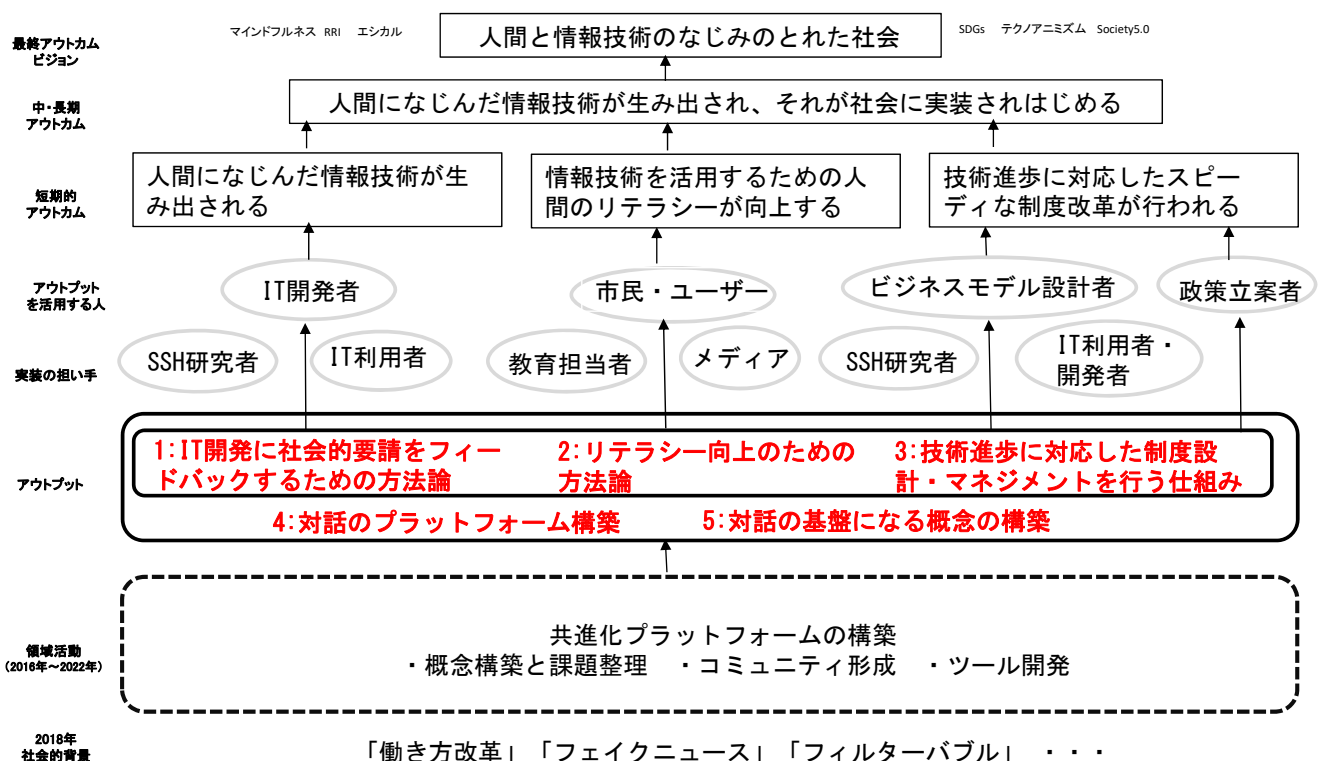 最終アウトカム
ビジョン
マインドフルネス RRI エシカル
人間と情報技術のなじみのとれた社会
SDGs テクノアニミズム Society5.0
中・長期
アウトカム
人間になじんだ情報技術が生み出され、それが社会に実装されはじめる
短期的
アウトカム
人間になじんだ情報技術が生
み出される
情報技術を活用するための人
間のリテラシーが向上する
技術進歩に対応したスピー
ディな制度改革が行われる
アウトプット
を活用する人
IT開発者
市民・ユーザー
ビジネスモデル設計者
政策立案者
実装の担い手
SSH研究者
IT利用者
教育担当者
メディア
SSH研究者
IT利用者・
開発者
アウトプット
1:IT開発に社会的要請をフィー
ドバックするための方法論
2:リテラシー向上のための
方法論
3:技術進歩に対応した制度設
計・マネジメントを行う仕組み
4:対話のプラットフォーム構築
5:対話の基盤になる概念の構築
領域活動
(2016年～2022年)
共進化プラットフォームの構築
・概念構築と課題整理 ・コミュニティ形成 ・ツール開発
2018年
社会的背景
「働き方改革」「フェイクニュース」「フィルターバブル」 ・・・